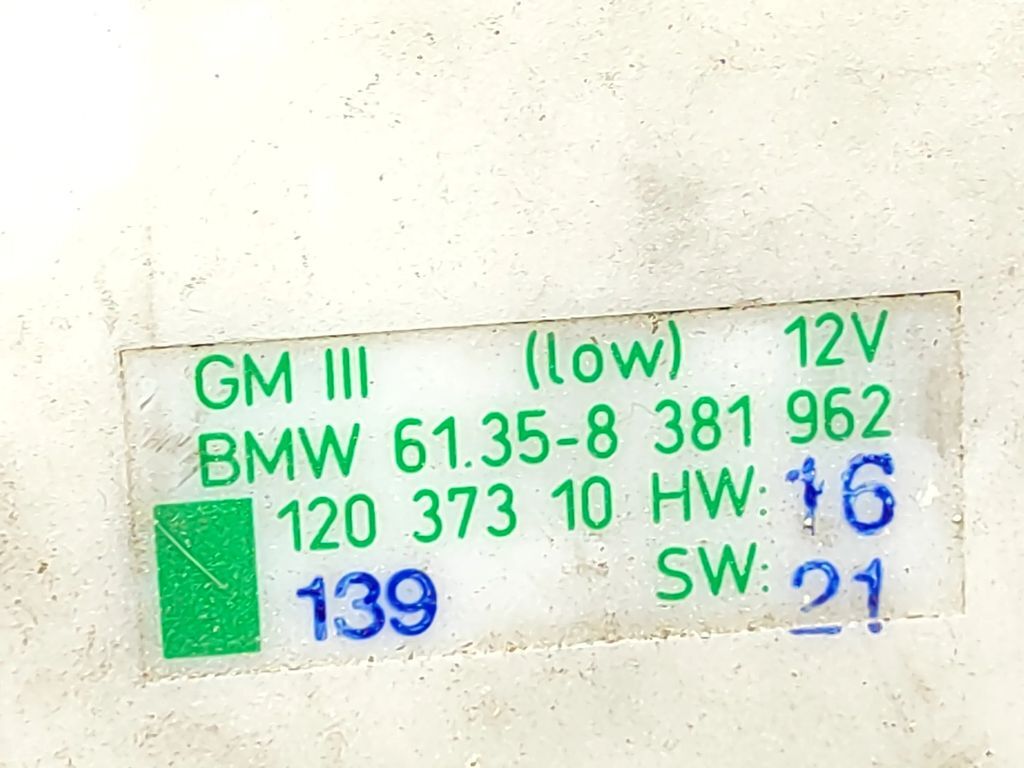 GM III (low) 12V
BMW 61.35-8 381 962
120 373 10 HW: 16
139 SW: 21